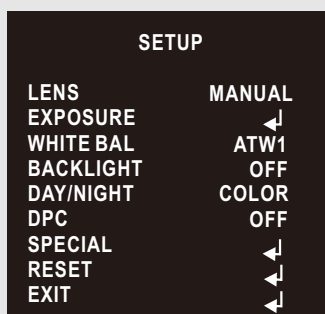 SETUP
LENS MANUAL
EXPOSURE ↲
WHITE BAL ATW1
BACKLIGHT OFF
DAY/NIGHT COLOR
DPC OFF
SPECIAL ↲
RESET ↲
EXIT ↲